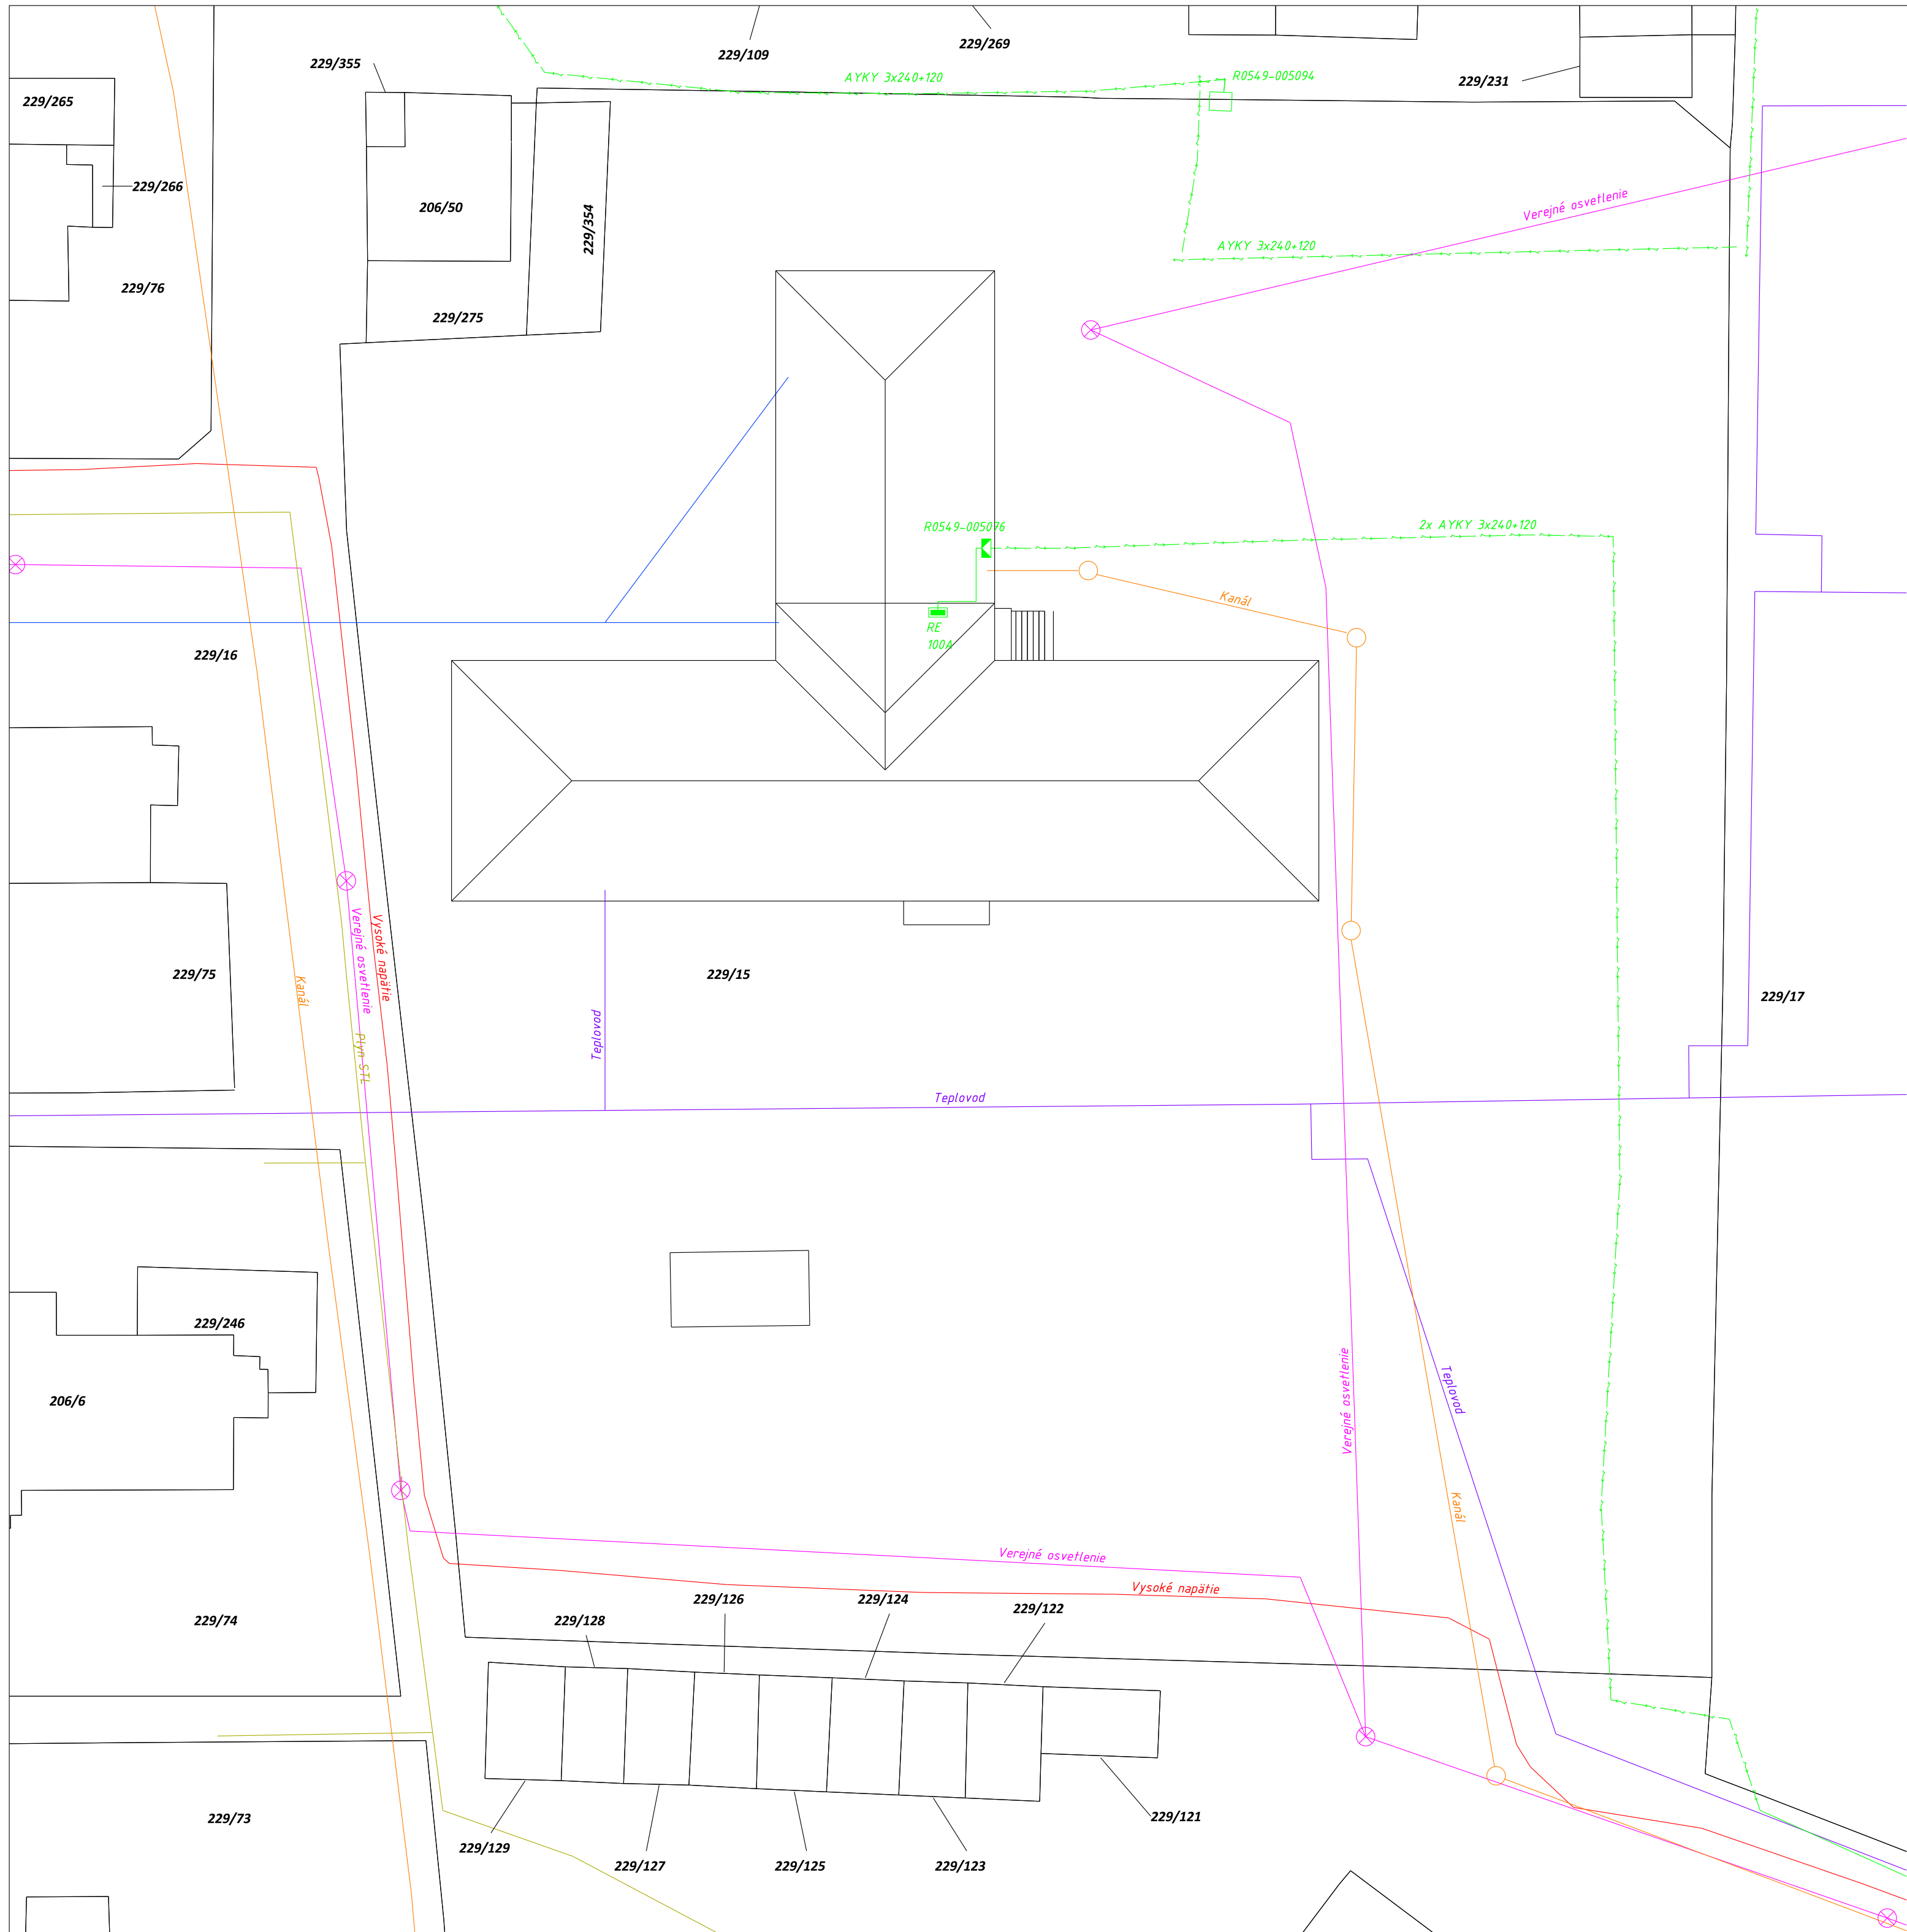 229/109
229/269
229/355
AYKY 3x240+120
R0549-005094
229/231
229/265
229/266
206/50
229/354
Verejné osvetlenie
AYKY 3x240+120
229/76
229/275
R0549-005076
2x AYKY 3x240+120
Kanál
RE
100A
229/16
Verejné osvetlenie
Vysoké napätie
229/75
229/15
Kanál
229/17
Plyn STL
Teplovod
Teplovod
229/246
Verejné osvetlenie
Teplovod
206/6
Kanál
Verejné osvetlenie
Vysoké napätie
229/126
229/124
229/122
229/128
229/74
229/73
229/121
229/129
229/127
229/125
229/123